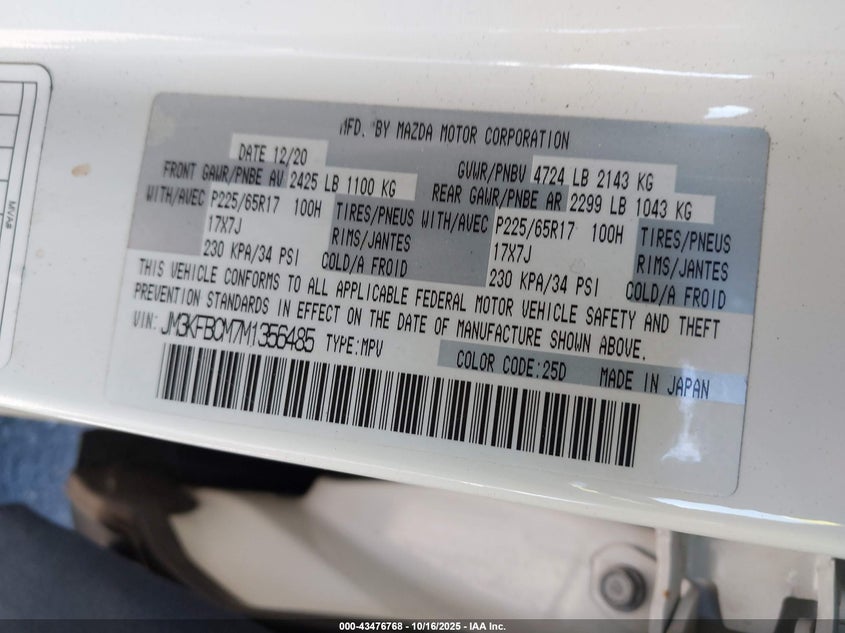 MFD. BY MAZDA MOTOR CORPORATION
DATE 12/20 GVWR/PNBV 4724 LB 2143 KG
FRONT GAWR/PNBE AV 2425 LB 1100 KG REAR GAWR/PNBE AR 2299 LB 1043 KG
WITH/AVEC P225/65R17 100H TIRES/PNEUS WITH/AVEC P225/65R17 100H TIRES/PNEUS
17X7J RIMS/JANTES 17X7J RIMS/JANTES
230 KPA/34 PSI COLD/A FROID 230 KPA/34 PSI COLD/A FROID
THIS VEHICLE CONFORMS TO ALL APPLICABLE FEDERAL MOTOR VEHICLE SAFETY AND THEFT
PREVENTION STANDARDS IN EFFECT ON THE DATE OF MANUFACTURE SHOWN ABOVE.
VIN: JM3KFBCM7M1356485 TYPE:MPV
COLOR CODE:25D MADE IN JAPAN
000-43476768 - 10/16/2025 - IAA Inc.